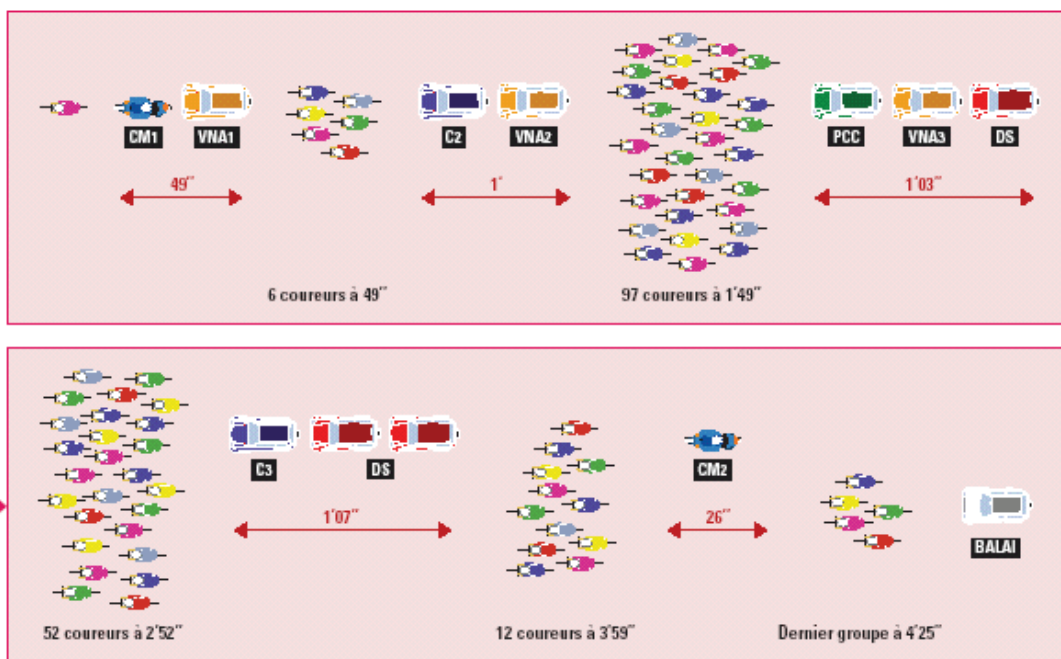 CM1 VNA1 C2 VNA2 PCC VNA3 DS
49″ 1′ 1′03″
6 coureurs à 49″ 97 coureurs à 1′49″
C3 DS CM2
1′07″ 26″
BALAI
52 coureurs à 2′52″ 12 coureurs à 3′59″ Dernier groupe à 4′25″